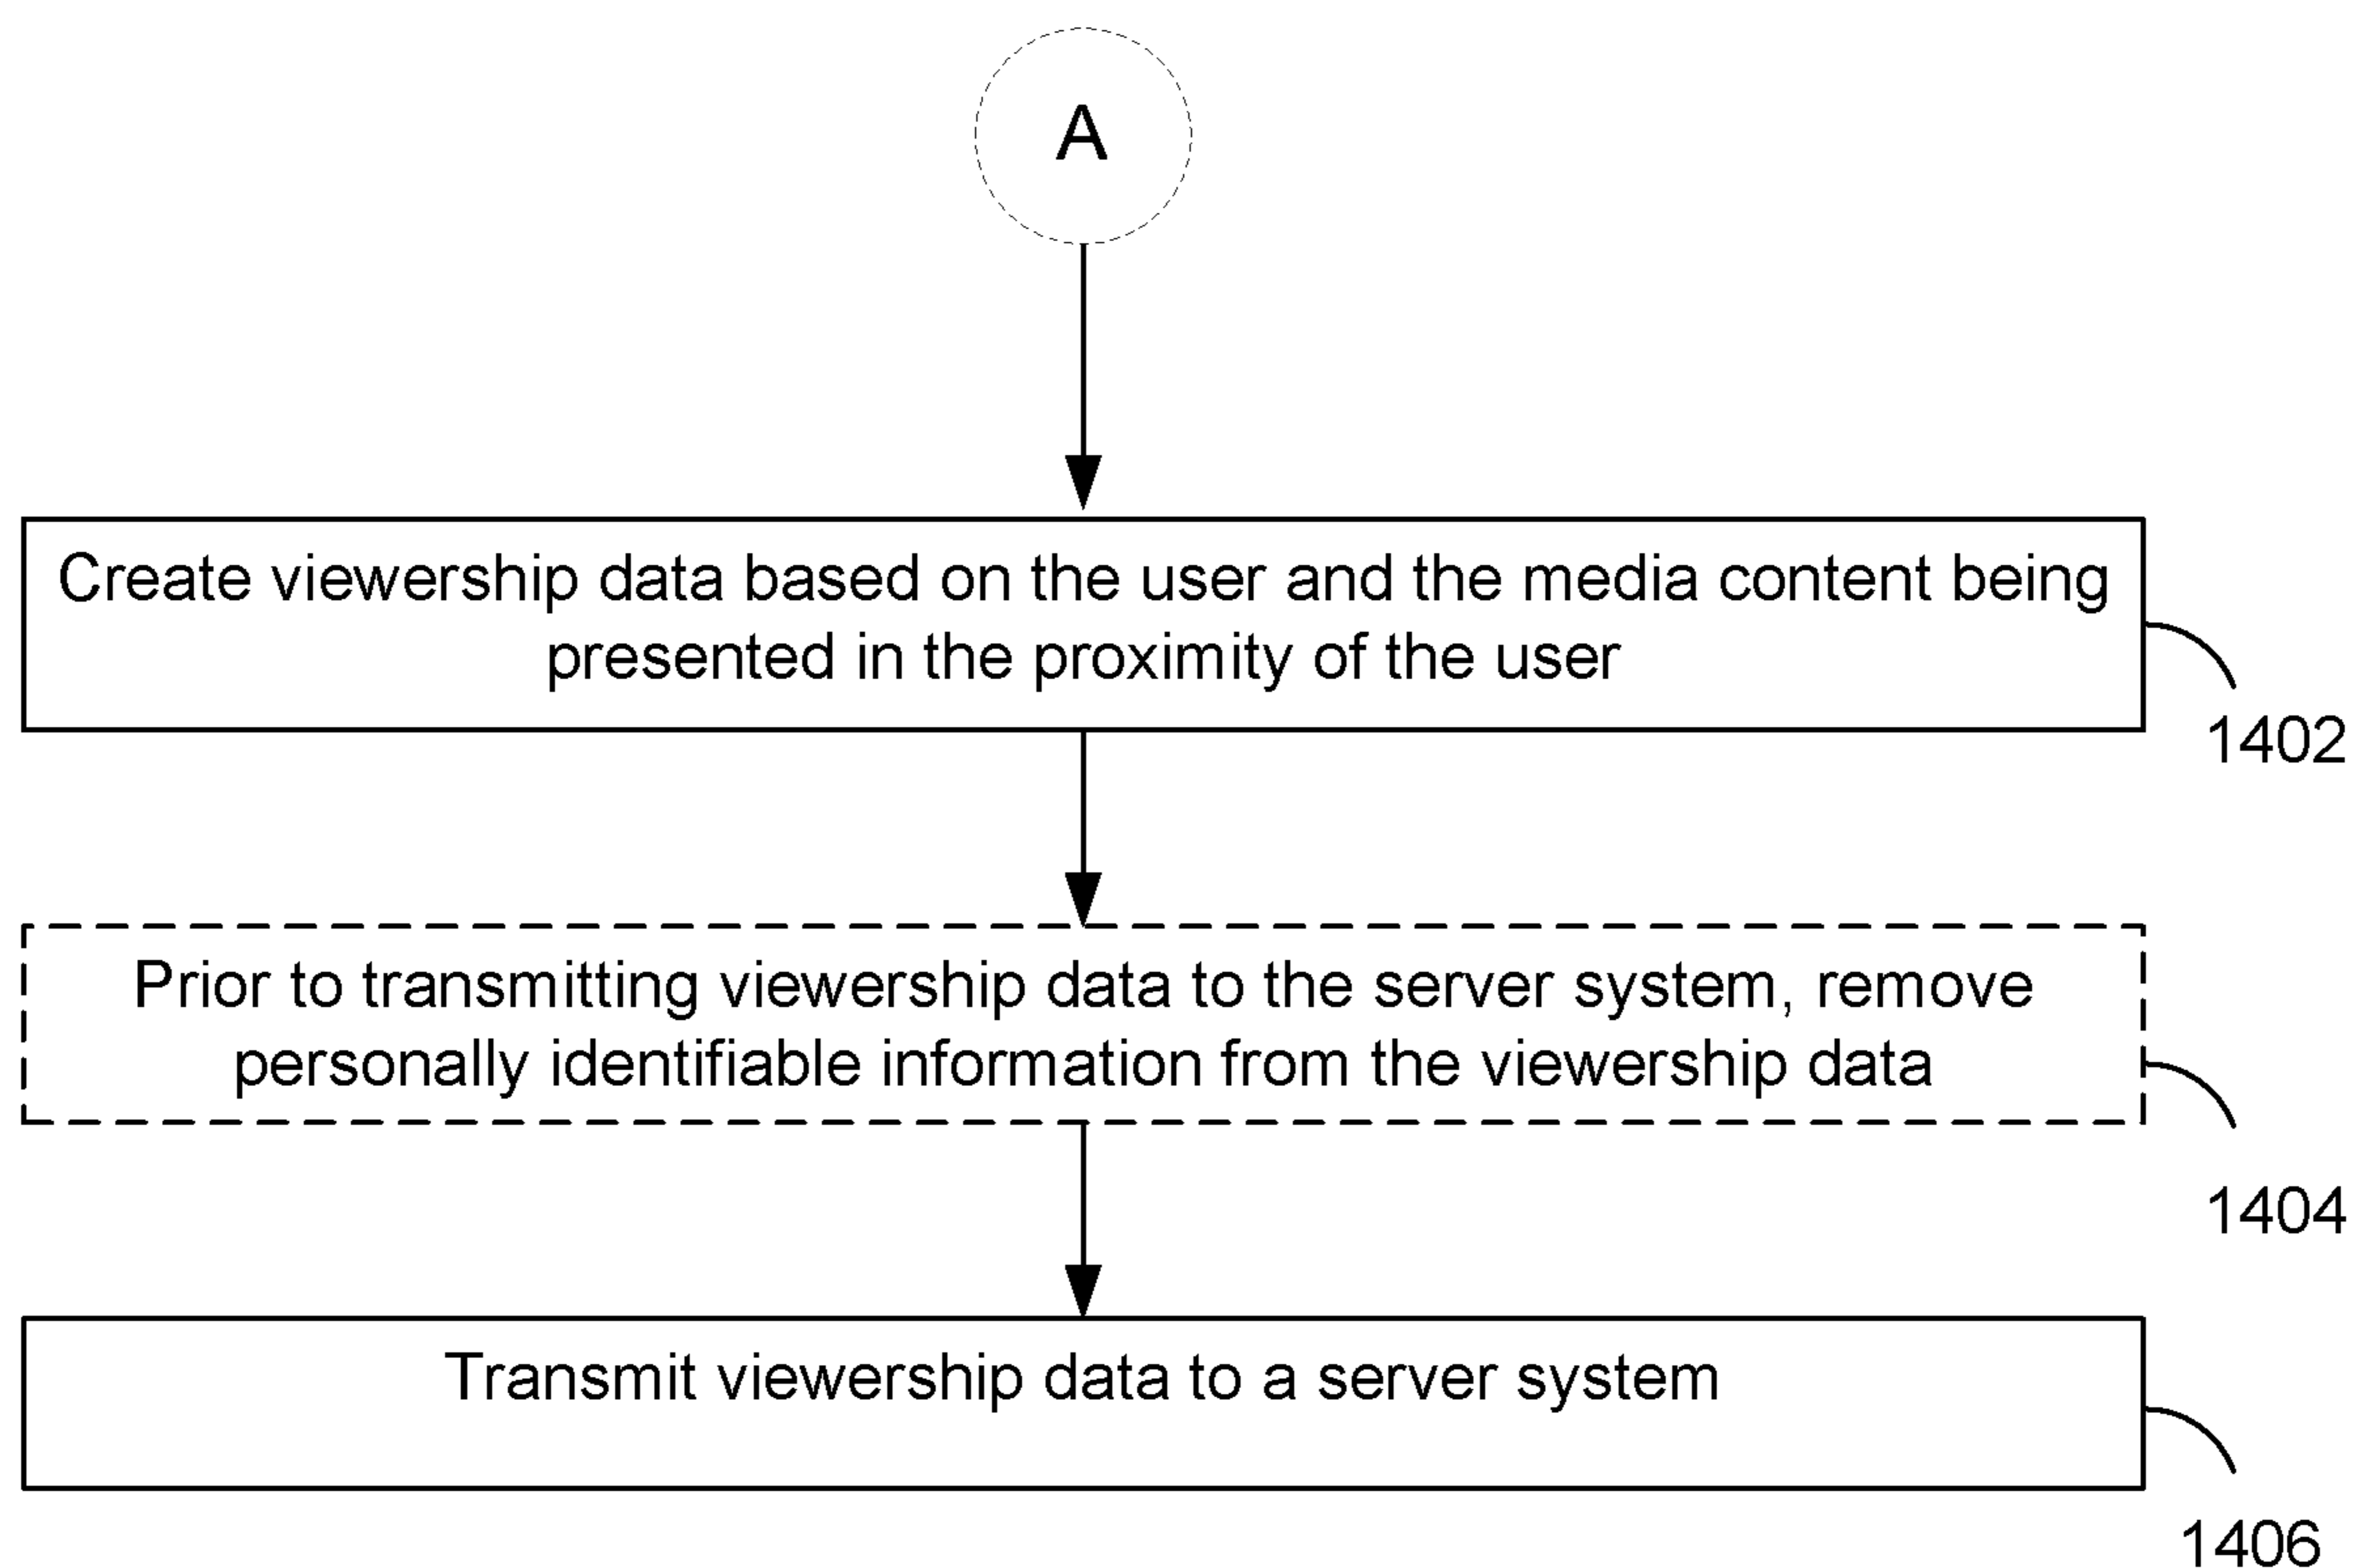 A
Create viewership data based on the user and the media content being
presented in the proximity of the user
1402
Prior to transmitting viewership data to the server system, remove
personally identifiable information from the viewership data
1404
Transmit viewership data to a server system
1406